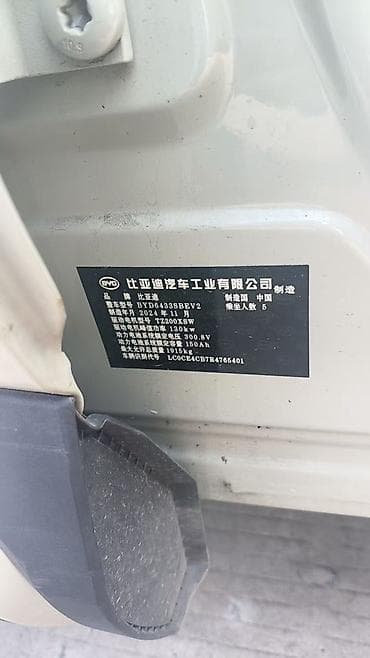 10.9
BYD 比亚迪汽车工业有限公司 制造
品 牌 比亚迪 制造国 中国
整车型号 BYD6433SBEV2 乘坐人数 5
制造年月 2024 年 11 月
驱动电机型号 TZ200XSW
驱动电机峰值功率 130kw
动力电池系统额定电压 300.8V
动力电池系统额定容量 150Ah
最大允许总质量 1915kg
车辆识别代号 LC0CE4CB7R4765401